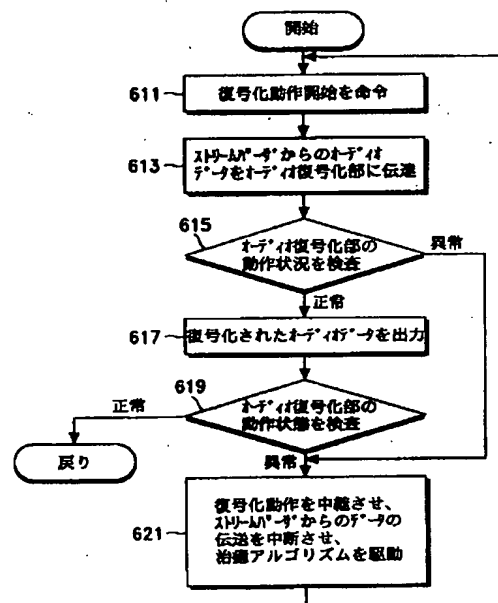 開始
611
復号化動作開始を命令
613
ｽﾄﾘｰﾑﾊﾟｰｻﾞからのｵｰﾃﾞｨｵ
データをオーディオ復号化部に伝達
615
ｵｰﾃﾞｨｵ復号化部の
動作状況を検査
異常
正常
617
復号化されたｵｰﾃﾞｨｵﾃﾞｰﾀを出力
619
ｵｰﾃﾞｨｵ復号化部の
動作状態を検査
正常
戻り
異常
621
復号化動作を中継させ、
ｽﾄﾘｰﾑﾊﾟｰｻﾞからのﾃﾞｰﾀの
伝送を中断させ、
治癒アルゴリズムを駆動